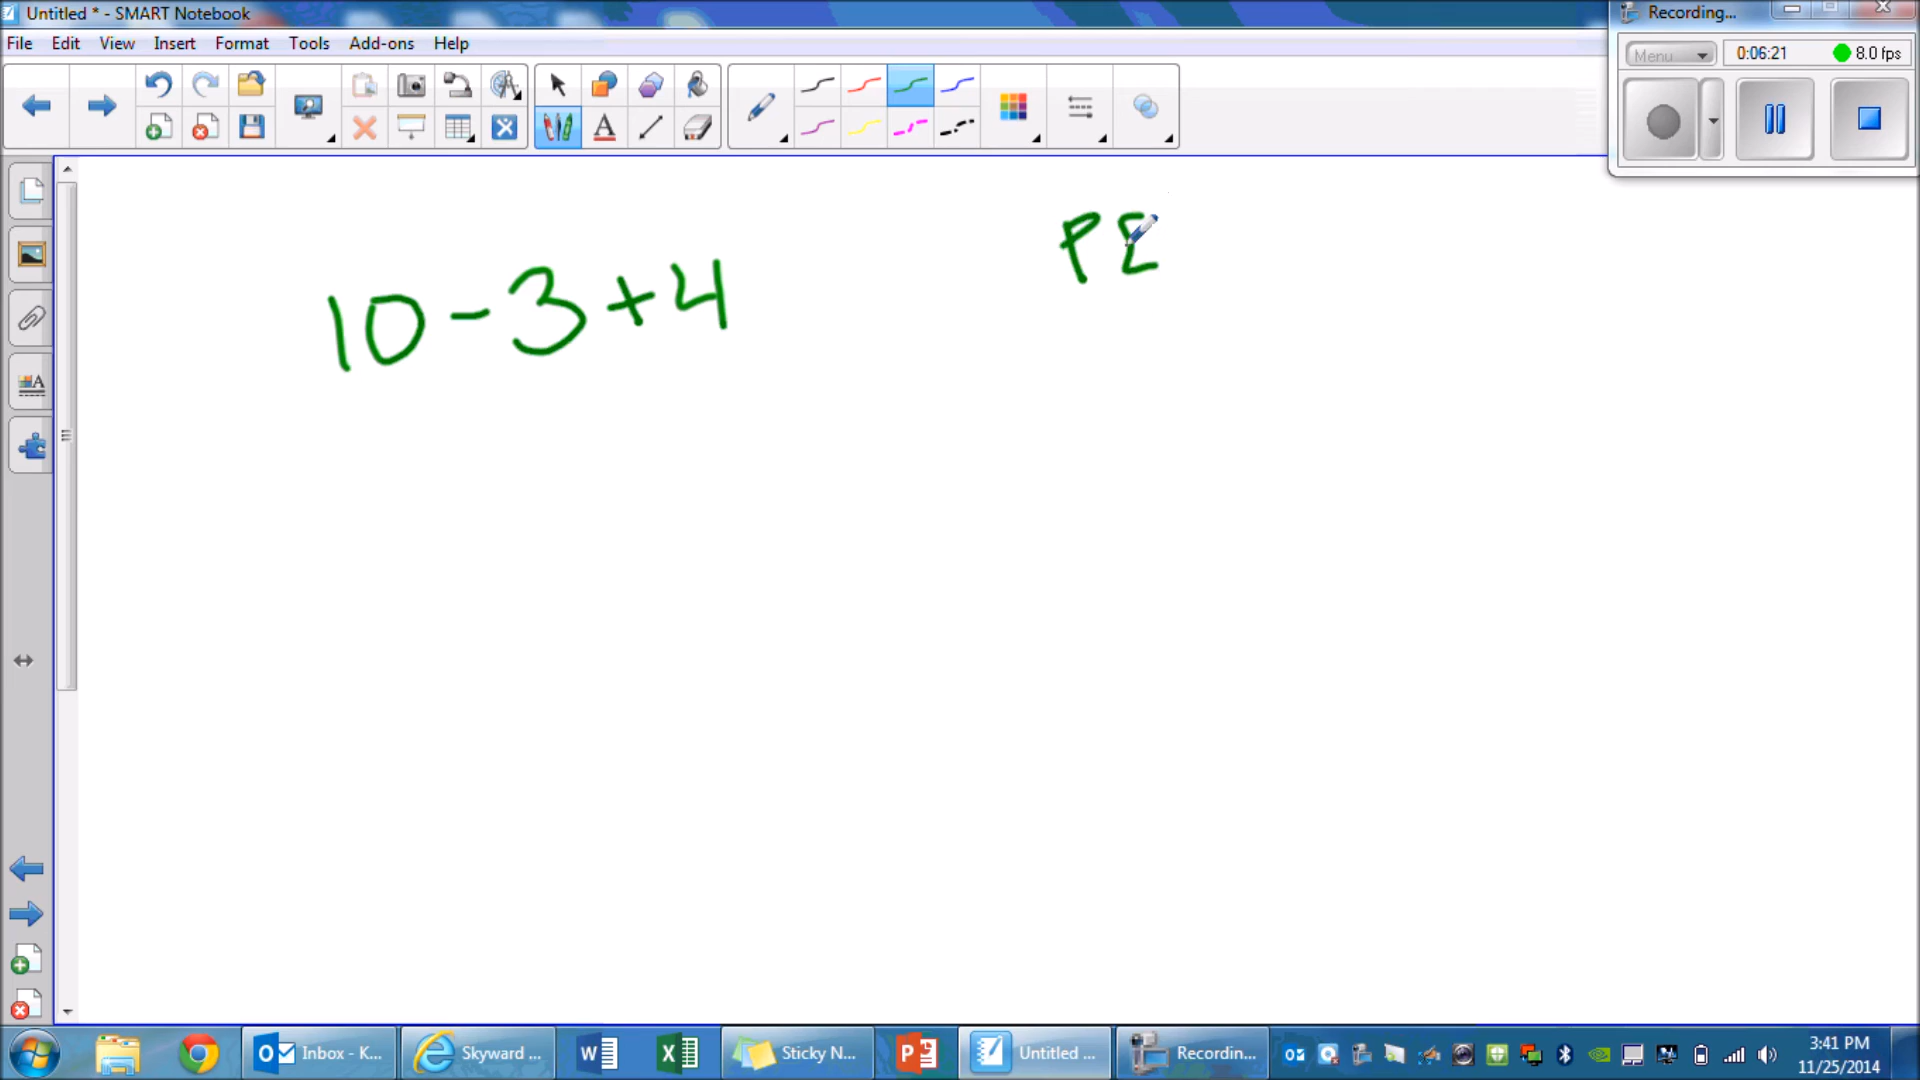 Untitled * - SMART Notebook
Recording...
File Edit View Insert Format Tools Add-ons Help
Menu 0:06:21 8.0 fps
PE
10-3+4
Inbox - K... Skyward ... Sticky N... Untitled ... Recordin...
3:41 PM
11/25/2014